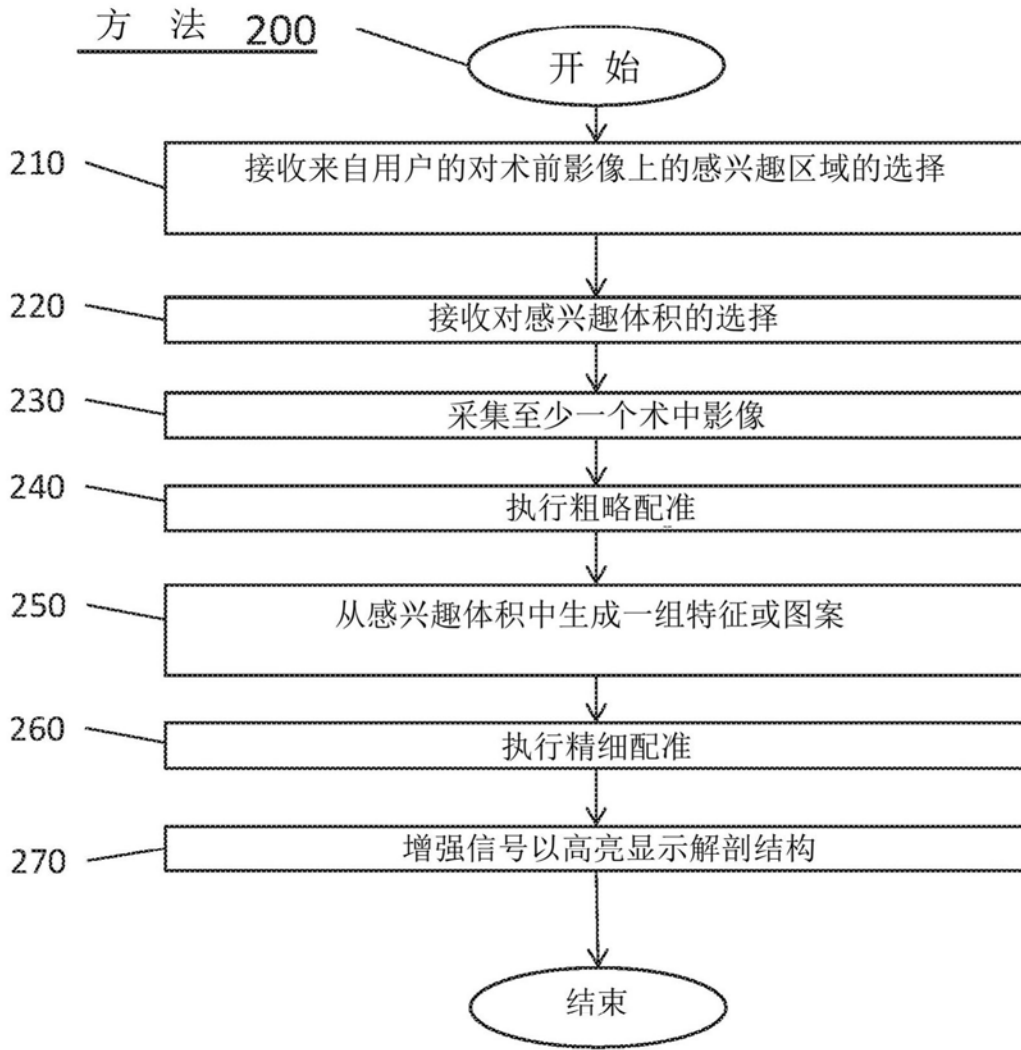 方 法 200
开 始
210 接收来自用户的对术前影像上的感兴趣区域的选择
220 接收对感兴趣体积的选择
230 采集至少一个术中影像
240 执行粗略配准
250 从感兴趣体积中生成一组特征或图案
260 执行精细配准
270 增强信号以高亮显示解剖结构
结束